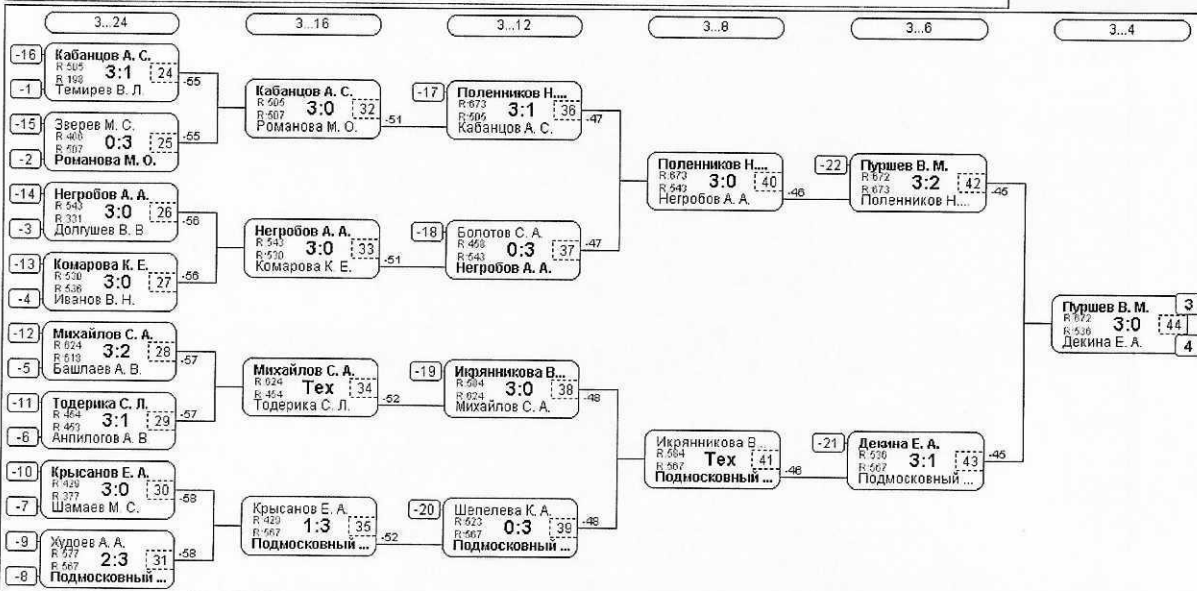 3...24
3...16
3...12
3...8
3...6
3...4
-16
Кабанцов А. С.
R 505
R 198
3:1
24
-1
Темирев В. Л.
-55
-15
Зверев М. С.
R 507
0:3
25
-2
Романова М. О.
-55
-14
Негробов А. А.
R 543
R 331
3:0
26
-3
Долгушев В. В
-56
-13
Комарова К. Е.
R 530
R 536
3:0
27
-4
Иванов В. Н.
-56
-12
Михайлов С. А.
R 624
R 513
3:2
28
-5
Башлаев А. В.
-57
-11
Тодерика С. Л.
R 454
R 453
3:1
29
-6
Анпилогов А. В
-57
-10
Крысанов Е. А.
R 429
R 377
3:0
30
-7
Шамаев М. С.
-58
-9
Худоев А. А.
R 577
R 567
2:3
31
-8
Подмосковный ...
-58
Кабанцов А. С.
R 505
R 507
3:0
32
Романова М. О.
-51
Негробов А. А.
R 543
R 530
3:0
33
Комарова К. Е.
-51
Михайлов С. А.
R 624
R 454
Тех
34
Тодерика С. Л.
-52
Крысанов Е. А.
R 429
R 567
1:3
35
Подмосковный ...
-52
-17
Поленников Н....
R 673
R 505
3:1
36
Кабанцов А. С.
-47
-18
Болотов С. А.
R 458
R 543
0:3
37
Негробов А. А.
-47
-19
Икрянникова В...
R 584
R 624
3:0
38
Михайлов С. А.
-48
-20
Шепелева К. А.
R 523
R 567
0:3
39
Подмосковный ...
-48
Поленников Н....
R 673
R 543
3:0
40
Негробов А. А.
-46
Икрянникова В...
R 584
R 567
Тех
41
Подмосковный ...
-46
-22
Пуршев В. М.
R 672
R 673
3:2
42
Поленников Н....
-45
-21
Декина Е. А.
R 536
R 567
3:1
43
Подмосковный ...
-45
Пуршев В. М.
R 672
R 536
3:0
44
Декина Е. А.
3
4